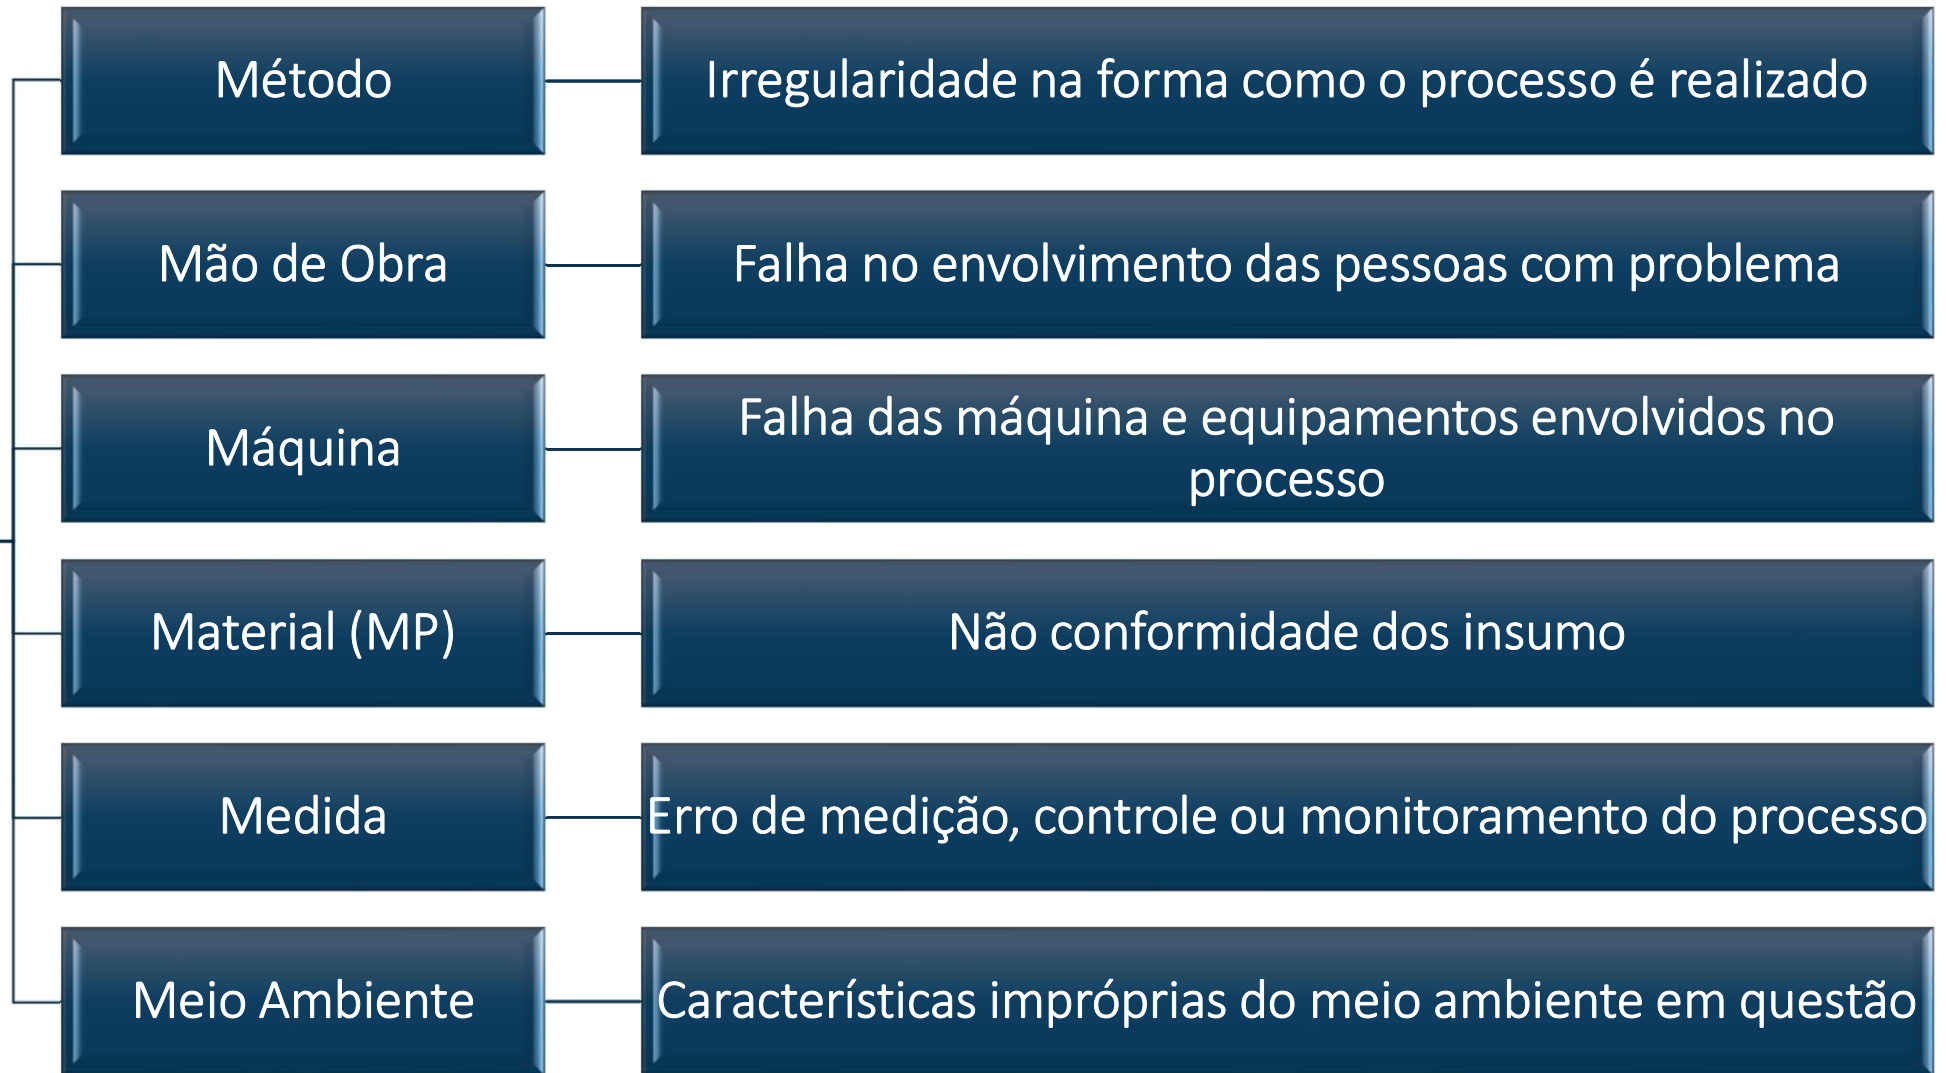 Método
Irregularidade na forma como o processo é realizado
Mão de Obra
Falha no envolvimento das pessoas com problema
Máquina
Falha das máquina e equipamentos envolvidos no
processo
Material (MP)
Não conformidade dos insumo
Medida
Erro de medição, controle ou monitoramento do processo
Meio Ambiente
Características impróprias do meio ambiente em questão